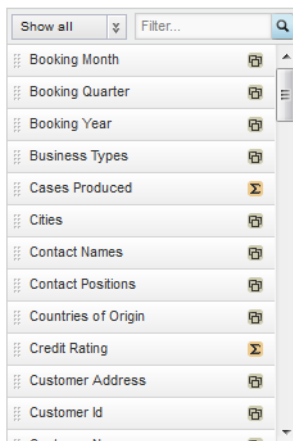 Show all Filter...
Booking Month
Booking Quarter
Booking Year
Business Types
Cases Produced Σ
Cities
Contact Names
Contact Positions
Countries of Origin
Credit Rating Σ
Customer Address
Customer Id